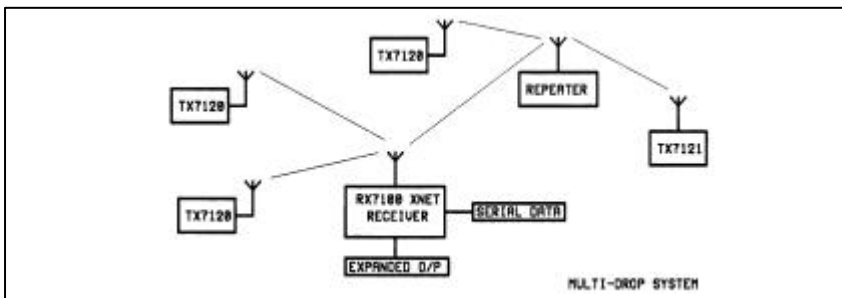 TX7120
REPEATER
TX7120
TX7121
RX7100 XNET
RECEIVER
SERIAL DATA
TX7120
EXPANDED O/P
MULTI-DROP SYSTEM